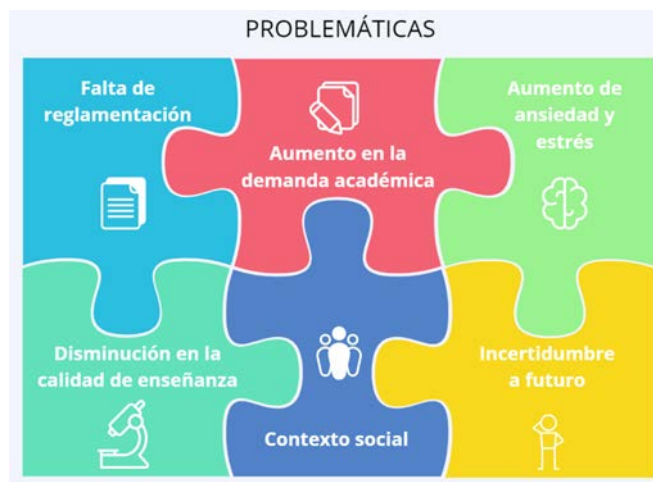 PROBLEMÁTICAS
Falta de
reglamentación
Aumento en la
demanda académica
Aumento de
ansiedad y
estrés
Disminución en la
calidad de enseñanza
Contexto social
Incertidumbre
a futuro